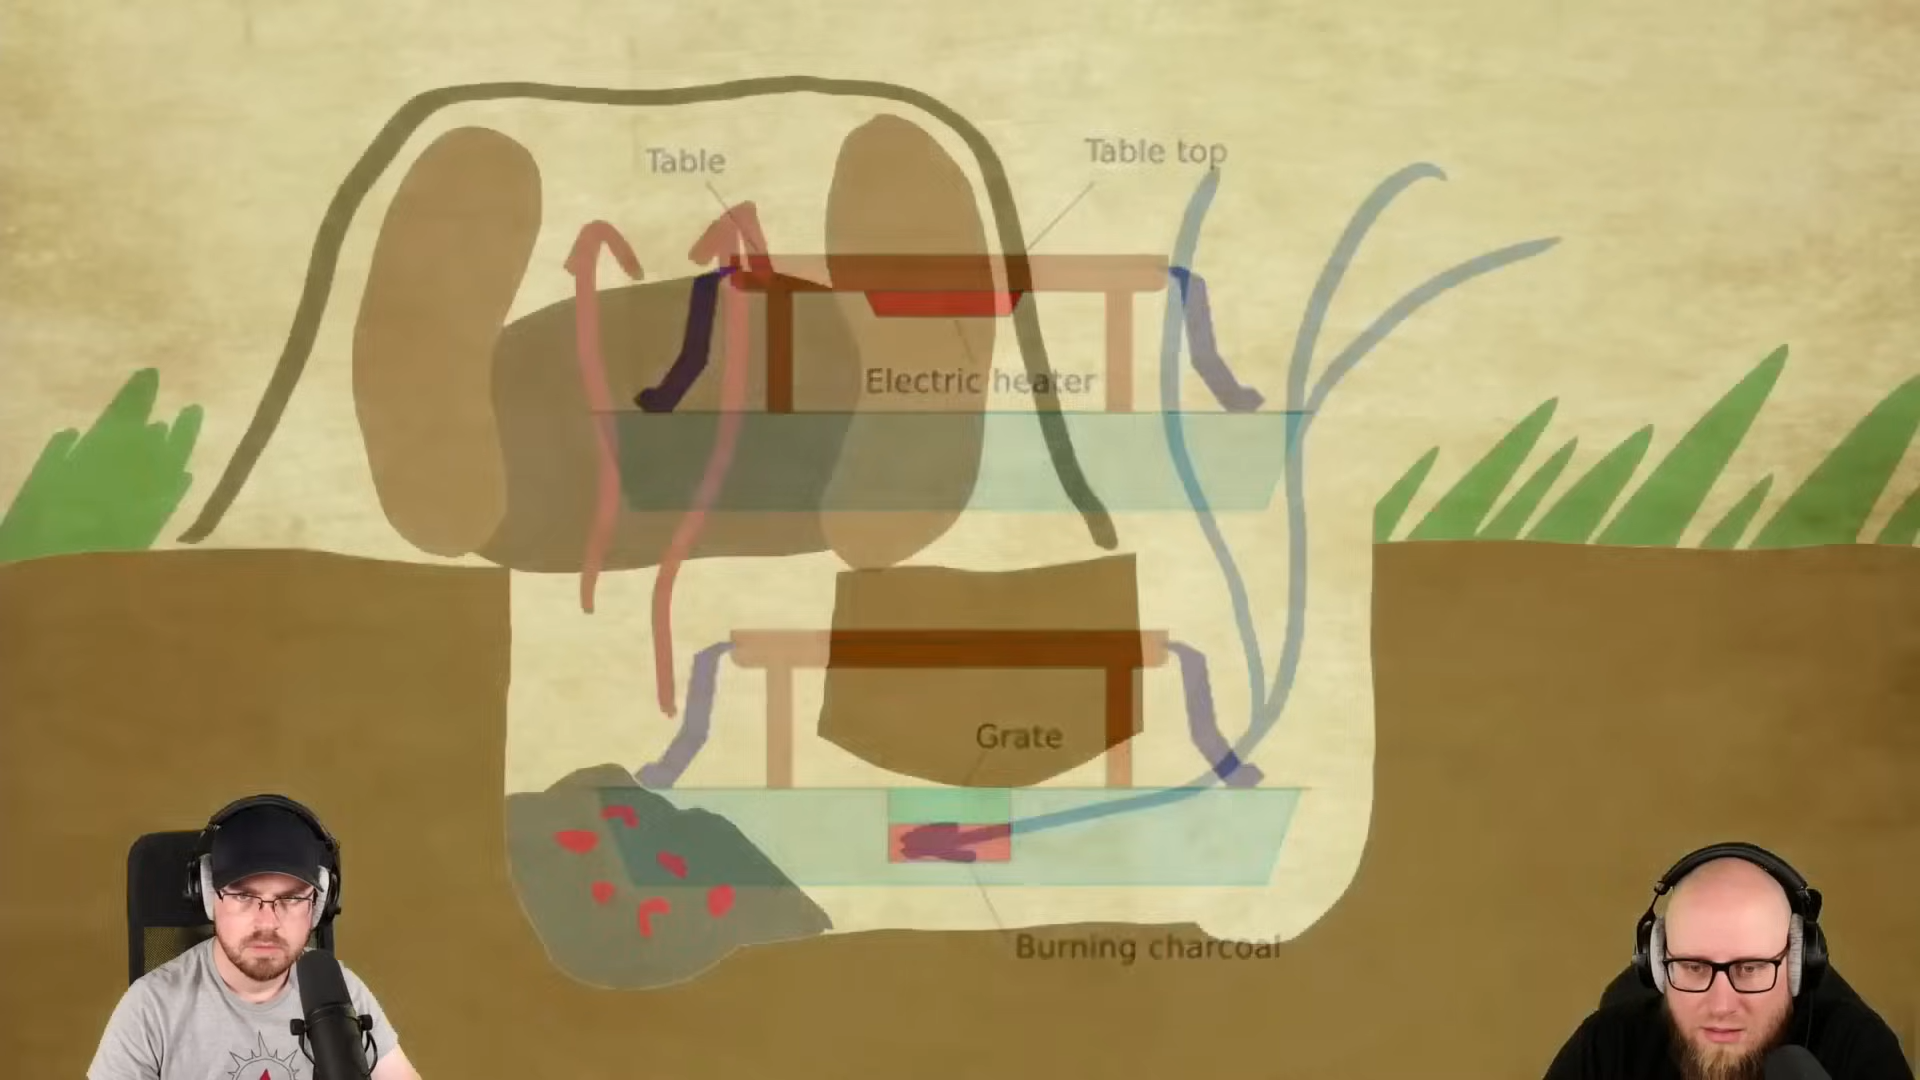 Table
Table top
Electric heater
Grate
Burning charcoal